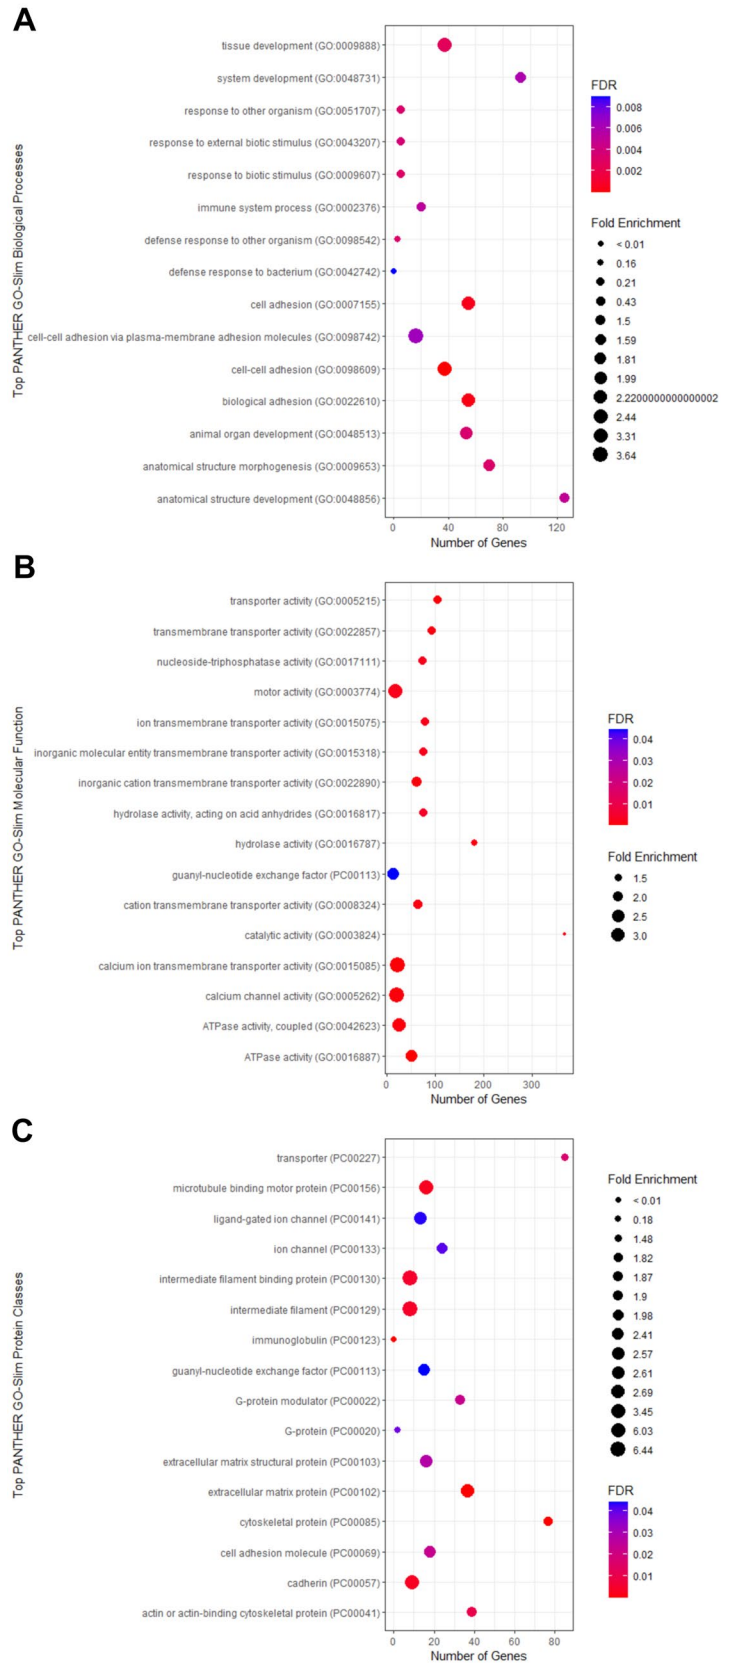 A
Top PANTHER GO-Slim Biological Processes
tissue development (GO:0009888)
system development (GO:0048731)
response to other organism (GO:0051707)
response to external biotic stimulus (GO:0043207)
response to biotic stimulus (GO:0009607)
immune system process (GO:0002376)
defense response to other organism (GO:0098542)
defense response to bacterium (GO:0042742)
cell adhesion (GO:0007155)
cell-cell adhesion via plasma-membrane adhesion molecules (GO:0098742)
cell-cell adhesion (GO:0098609)
biological adhesion (GO:0022610)
animal organ development (GO:0048513)
anatomical structure morphogenesis (GO:0009653)
anatomical structure development (GO:0048856)
0 40 80 120
Number of Genes
FDR
0.008
0.006
0.004
0.002
Fold Enrichment
< 0.01
0.16
0.21
0.43
1.5
1.59
1.81
1.99
2.2200000000000002
2.44
3.31
3.64
B
Top PANTHER GO-Slim Molecular Function
transporter activity (GO:0005215)
transmembrane transporter activity (GO:0022857)
nucleoside-triphosphatase activity (GO:0017111)
motor activity (GO:0003774)
ion transmembrane transporter activity (GO:0015075)
inorganic molecular entity transmembrane transporter activity (GO:0015318)
inorganic cation transmembrane transporter activity (GO:0022890)
hydrolase activity, acting on acid anhydrides (GO:0016817)
hydrolase activity (GO:0016787)
guanyl-nucleotide exchange factor (PC00113)
cation transmembrane transporter activity (GO:0008324)
catalytic activity (GO:0003824)
calcium ion transmembrane transporter activity (GO:0015085)
calcium channel activity (GO:0005262)
ATPase activity, coupled (GO:0042623)
ATPase activity (GO:0016887)
0 100 200 300
Number of Genes
FDR
0.04
0.03
0.02
0.01
Fold Enrichment
1.5
2.0
2.5
3.0
C
Top PANTHER GO-Slim Protein Classes
transporter (PC00227)
microtubule binding motor protein (PC00156)
ligand-gated ion channel (PC00141)
ion channel (PC00133)
intermediate filament binding protein (PC00130)
intermediate filament (PC00129)
immunoglobulin (PC00123)
guanyl-nucleotide exchange factor (PC00113)
G-protein modulator (PC00022)
G-protein (PC00020)
extracellular matrix structural protein (PC00103)
extracellular matrix protein (PC00102)
cytoskeletal protein (PC00085)
cell adhesion molecule (PC00069)
cadherin (PC00057)
actin or actin-binding cytoskeletal protein (PC00041)
0 20 40 60 80
Number of Genes
Fold Enrichment
< 0.01
0.18
1.48
1.82
1.87
1.9
1.98
2.41
2.57
2.61
2.69
3.45
6.03
6.44
FDR
0.04
0.03
0.02
0.01